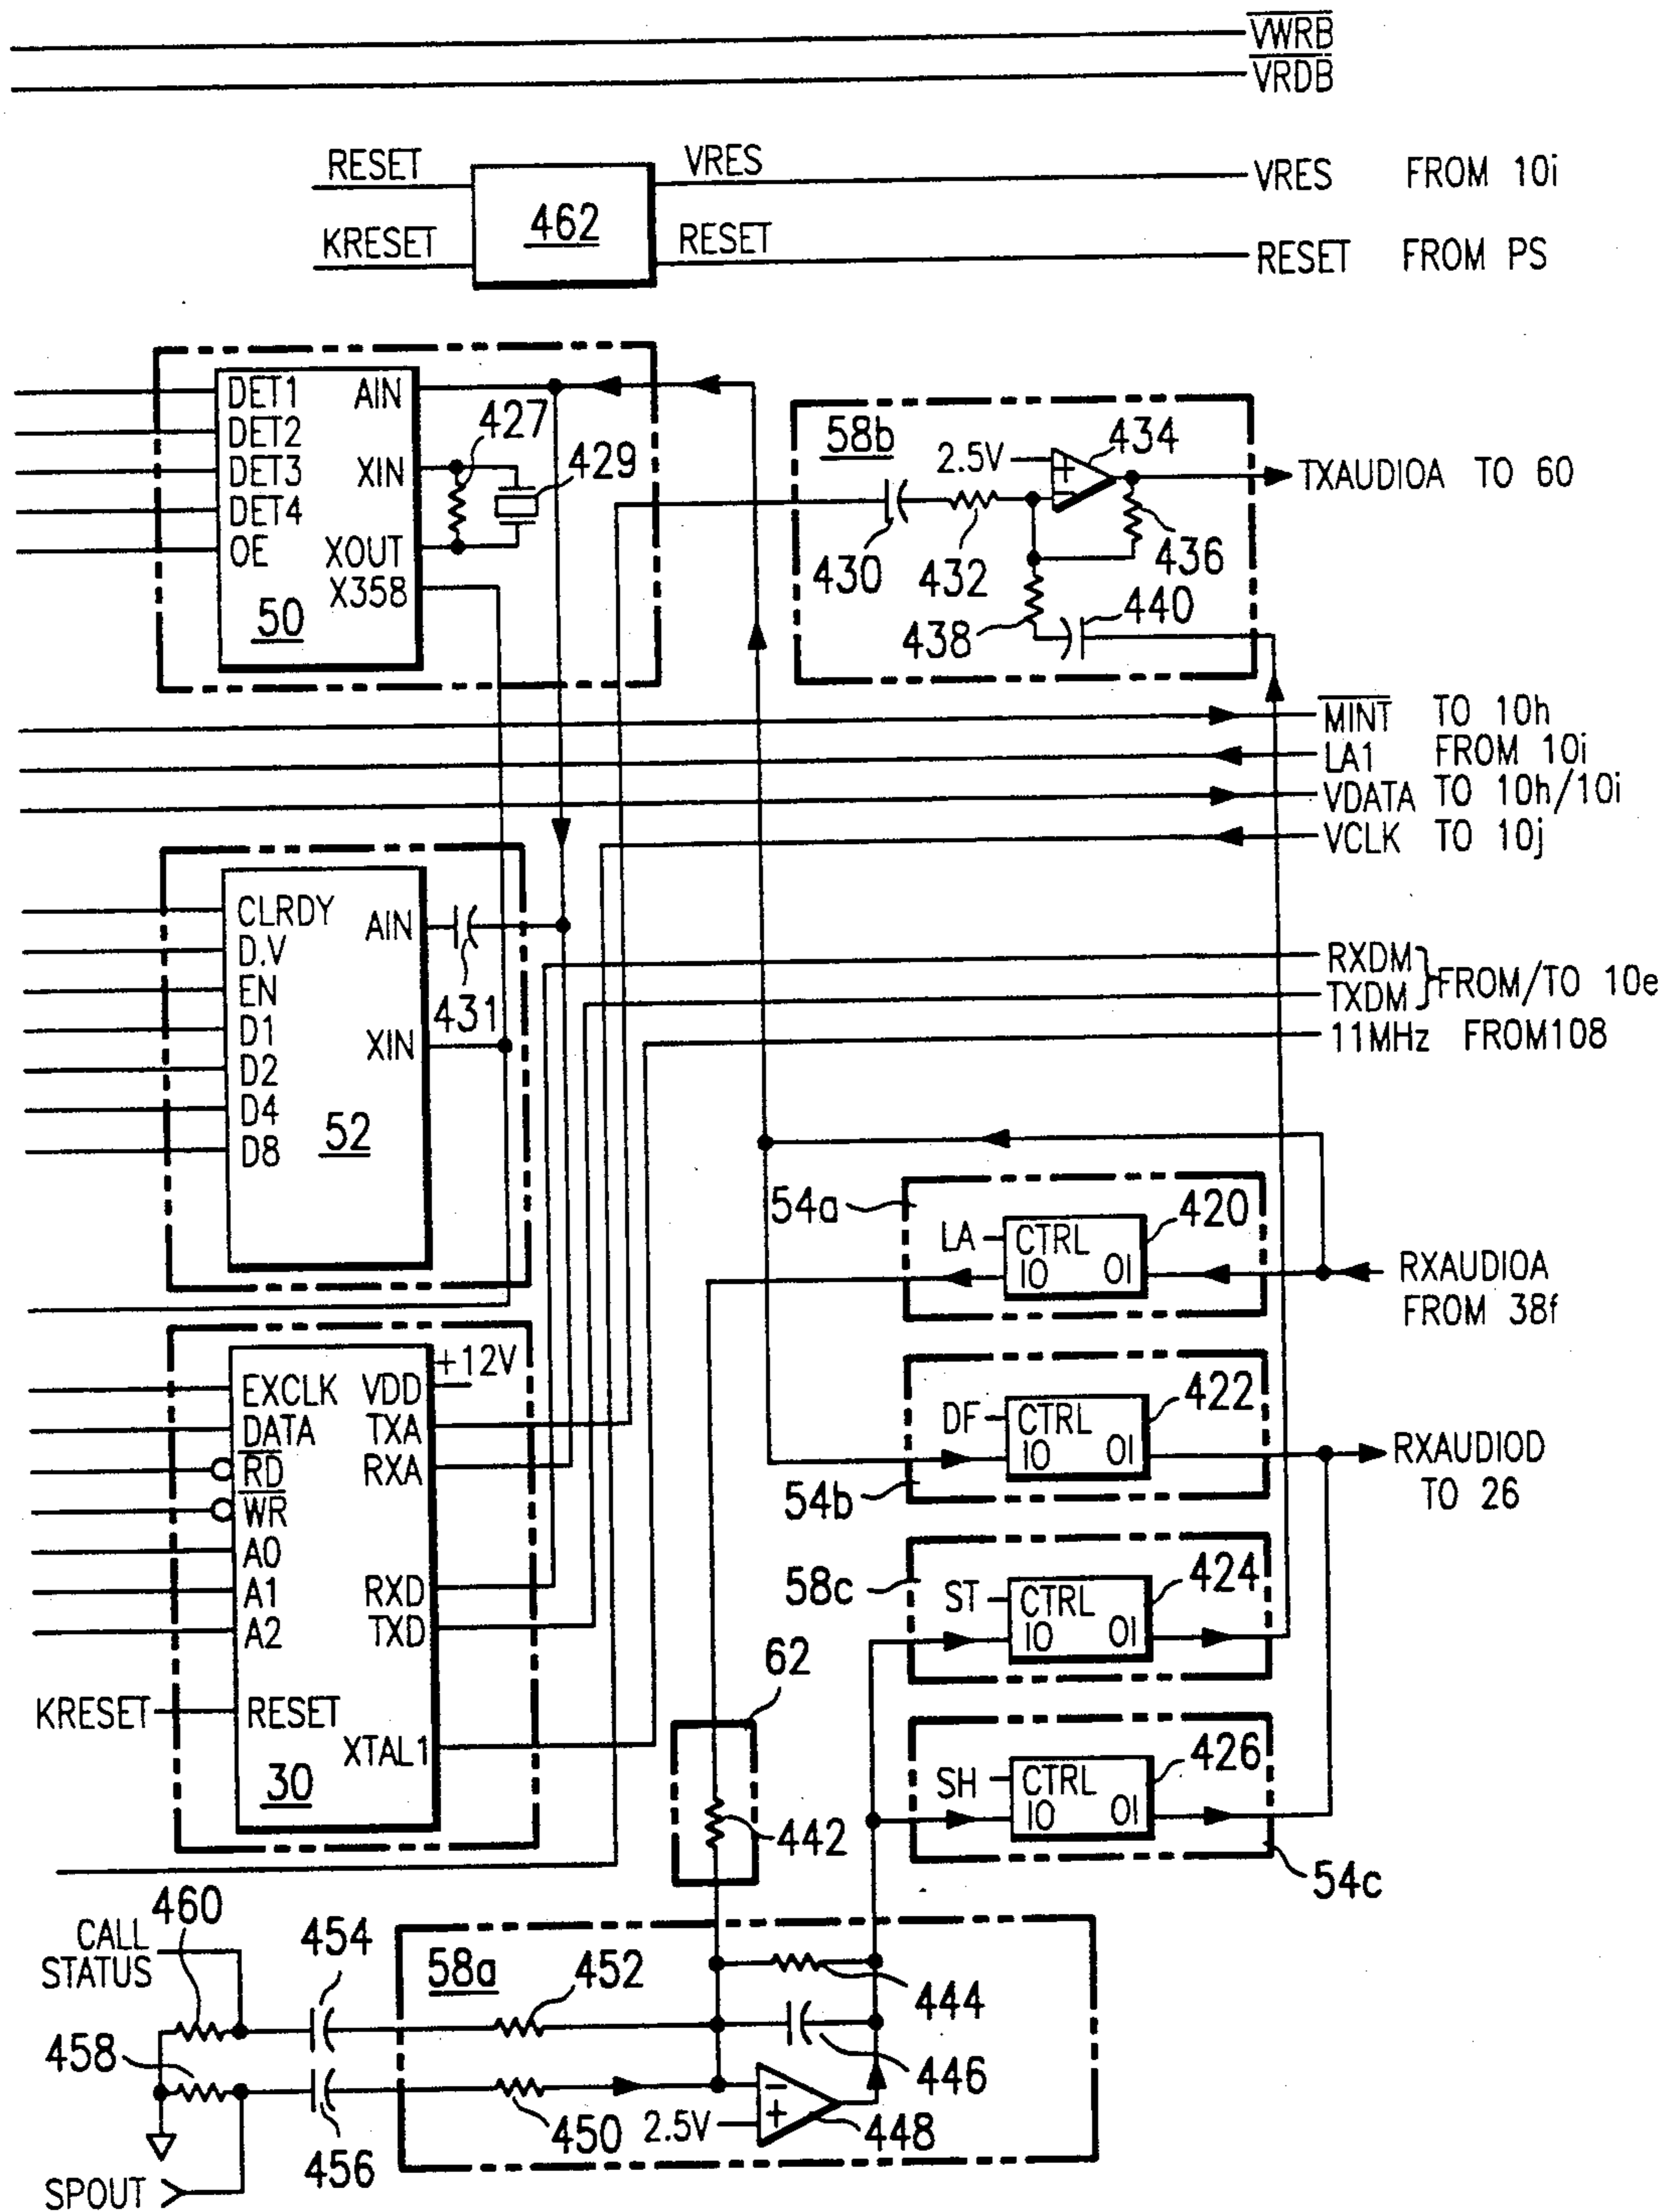 VWRB
VRDB
RESET
VRES
VRES FROM 10i
462
KRESET
RESET
RESET FROM PS
DET1
AIN
DET2
427
DET3
XIN
429
DET4
OE
XOUT
X358
50
58b
2.5V
+
−
434
TXAUDIOA TO 60
430
432
436
438
440
MINT TO 10h
LA1 FROM 10i
VDATA TO 10h/10i
VCLK TO 10j
CLRDY
AIN
D.V
EN
431
D1
XIN
D2
D4
52
D8
RXDM
TXDM
FROM/TO 10e
11MHz FROM108
54a
LA
CTRL
IO OI
420
RXAUDIOA
FROM 38f
DF
CTRL
IO OI
422
54b
RXAUDIOD
TO 26
58c
ST
CTRL
IO OI
424
SH
CTRL
IO OI
426
54c
+12V
EXCLK VDD
DATA TXA
RD RXA
WR
A0
A1 RXD
A2 TXD
KRESET
RESET
XTAL1
30
62
442
460
CALL
STATUS
454
58a
452
444
458
446
456
450
2.5V
−
+
448
SPOUT